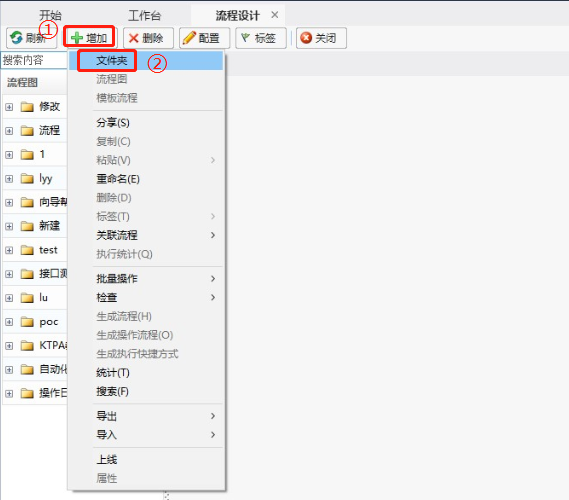 开始 工作台 流程设计 ×
① ②
刷新 增加 删除 配置 标签 关闭
搜索内容
流程图
修改
流程
1
lyy
向导帮
新建
test
接口测
lu
poc
KTPA
自动化
操作日
文件夹
流程图
模板流程
分享(S)
复制(C)
粘贴(V)
重命名(E)
删除(D)
标签(T)
关联流程
执行统计(Q)
批量操作
检查
生成流程(H)
生成操作流程(O)
生成执行快捷方式
统计(T)
搜索(F)
导出
导入
上线
属性